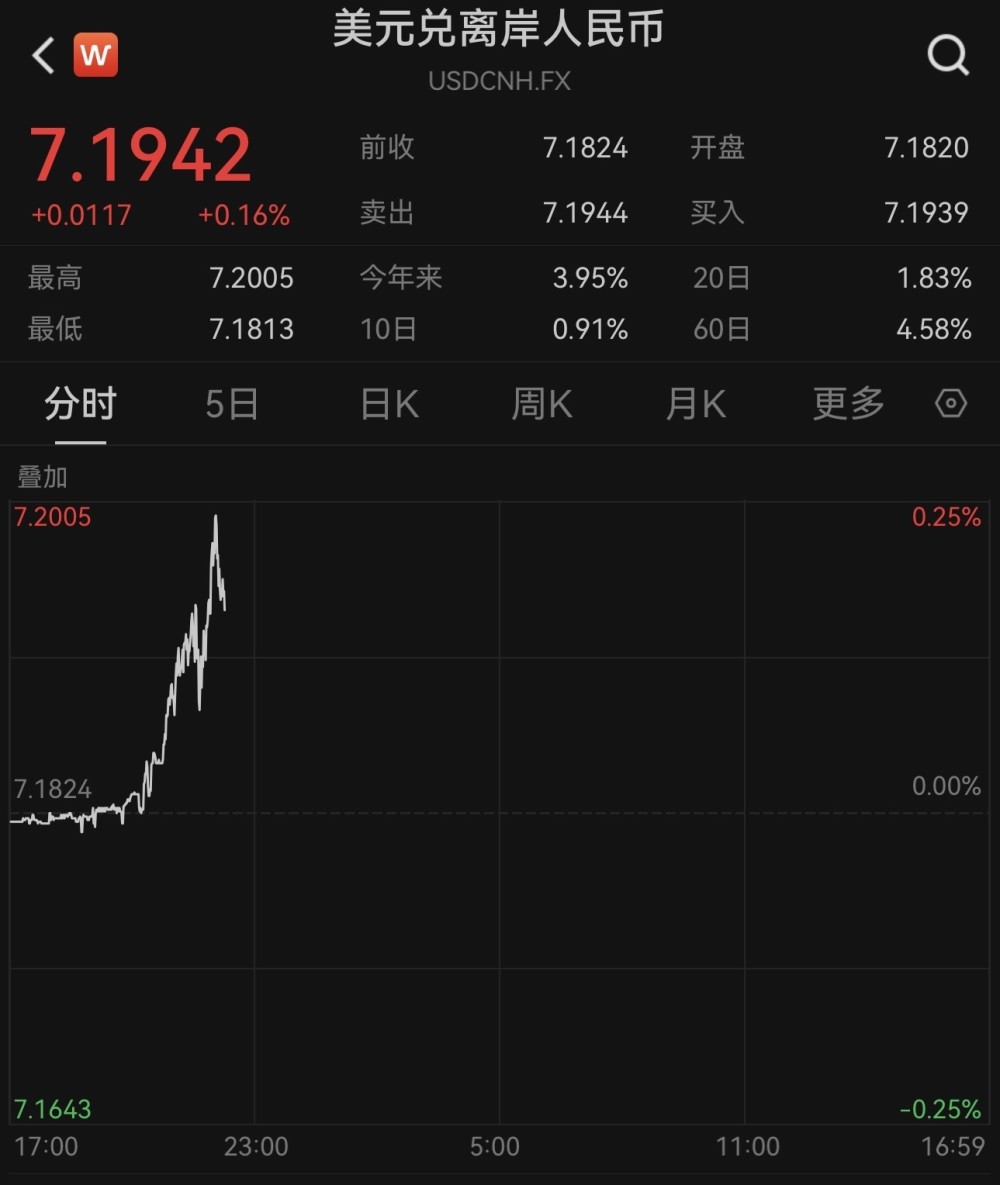 美元兑离岸人民币
W
USDCNH.FX
7.1942 前收 7.1824 开盘 7.1820
+0.0117 +0.16% 卖出 7.1944 买入 7.1939
最高 7.2005 今年来 3.95% 20日 1.83%
最低 7.1813 10日 0.91% 60日 4.58%
分时 5日 日K 周K 月K 更多
叠加
7.2005 0.25%
7.1824 0.00%
7.1643 -0.25%
17:00 23:00 5:00 11:00 16:59